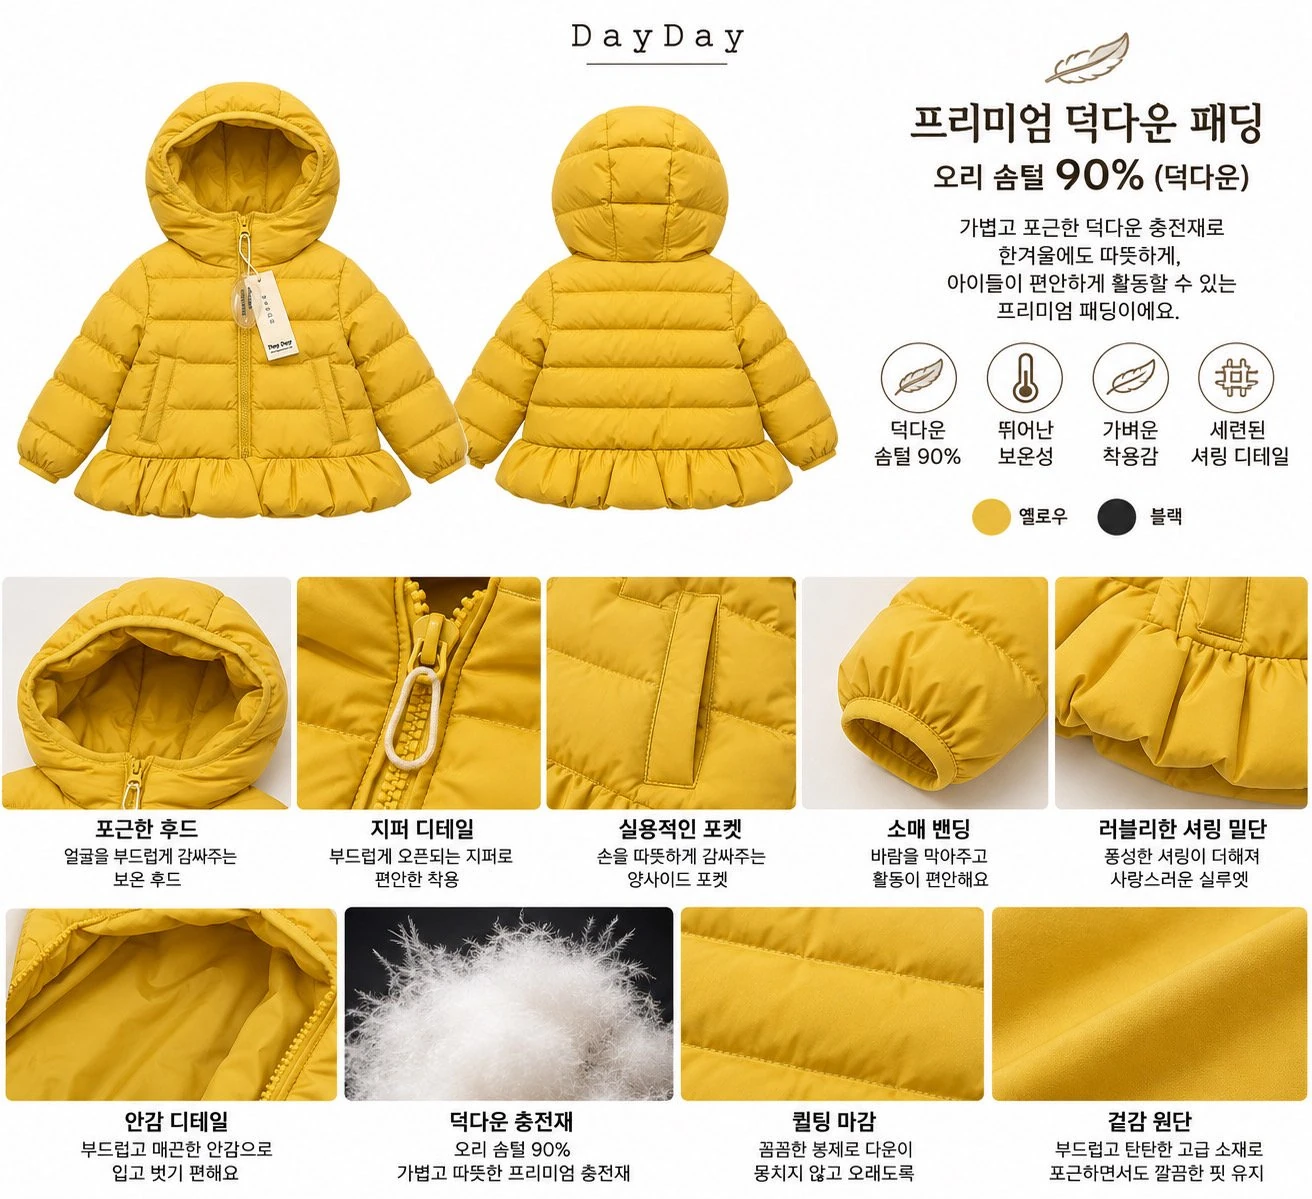 DayDay
프리미엄 덕다운 패딩
오리 솜털 90% (덕다운)
가볍고 포근한 덕다운 충전재로
한겨울에도 따뜻하게,
아이들이 편안하게 활동할 수 있는
프리미엄 패딩이에요.
덕다운
솜털 90%
뛰어난
보온성
가벼운
착용감
세련된
셔링 디테일
옐로우
블랙
포근한 후드
얼굴을 부드럽게 감싸주는
보온 후드
지퍼 디테일
부드럽게 오픈되는 지퍼로
편안한 착용
실용적인 포켓
손을 따뜻하게 감싸주는
양사이드 포켓
소매 밴딩
바람을 막아주고
활동이 편안해요
러블리한 셔링 밑단
풍성한 셔링이 더해져
사랑스러운 실루엣
안감 디테일
부드럽고 매끈한 안감으로
입고 벗기 편해요
덕다운 충전재
오리 솜털 90%
가볍고 따뜻한 프리미엄 충전재
퀼팅 마감
꼼꼼한 봉제로 다운이
뭉치지 않고 오래도록
겉감 원단
부드럽고 탄탄한 고급 소재로
포근하면서도 깔끔한 핏 유지